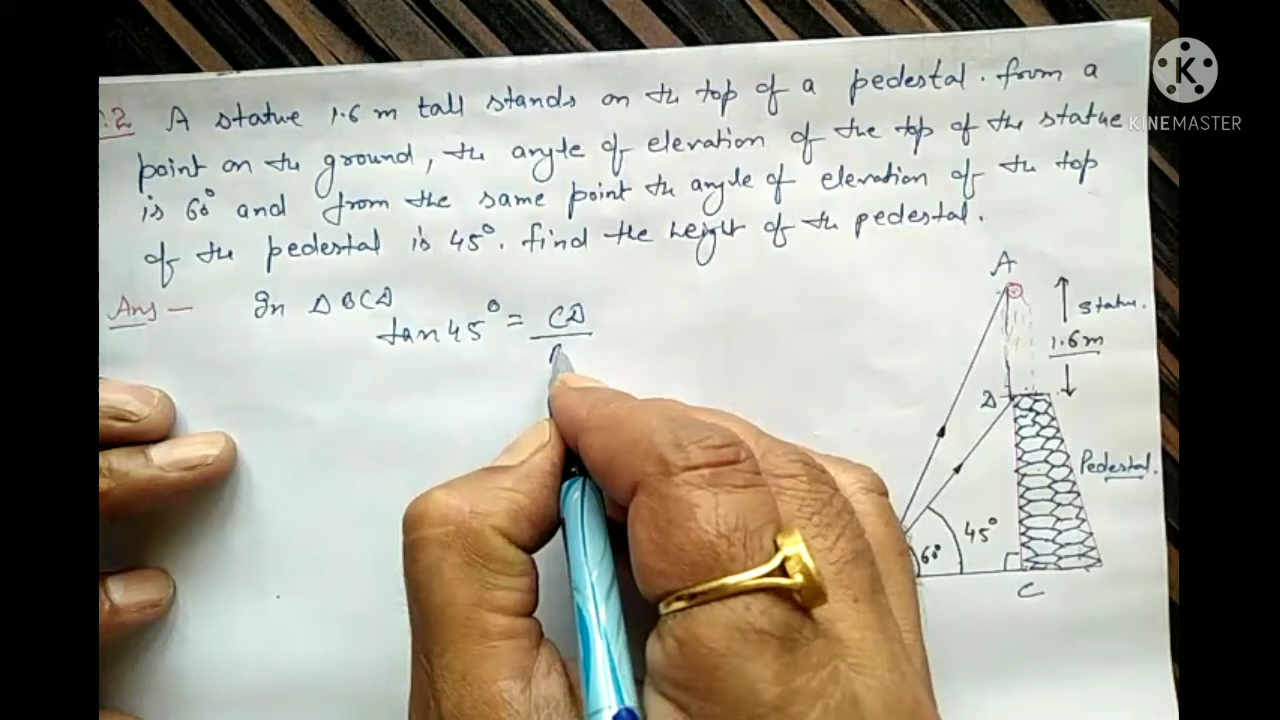 .2 A statue 1.6 m tall stands on the top of a pedestal. from a
point on the ground, the angle of elevation of the top of the statue
is 60° and from the same point the angle of elevation of the top
of the pedestal is 45°. find the height of the pedestal.
Ans — In Δ BCD
tan 45° = CD
A
statue.
1.6 m
D
Pedestal.
45°
60°
C
K
KINEMASTER